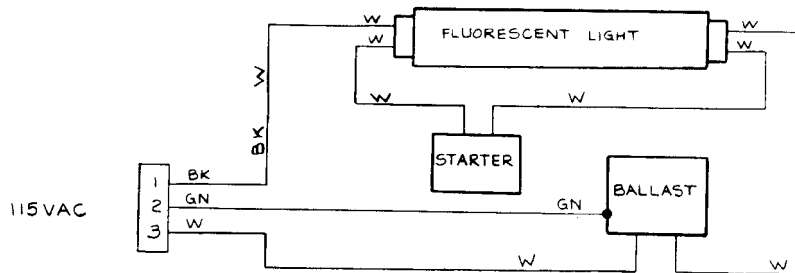 W
W
FLUORESCENT LIGHT
W
W
W
BK
W
W
STARTER
115VAC
1
BK
2
GN
3
W
GN
BALLAST
W
W